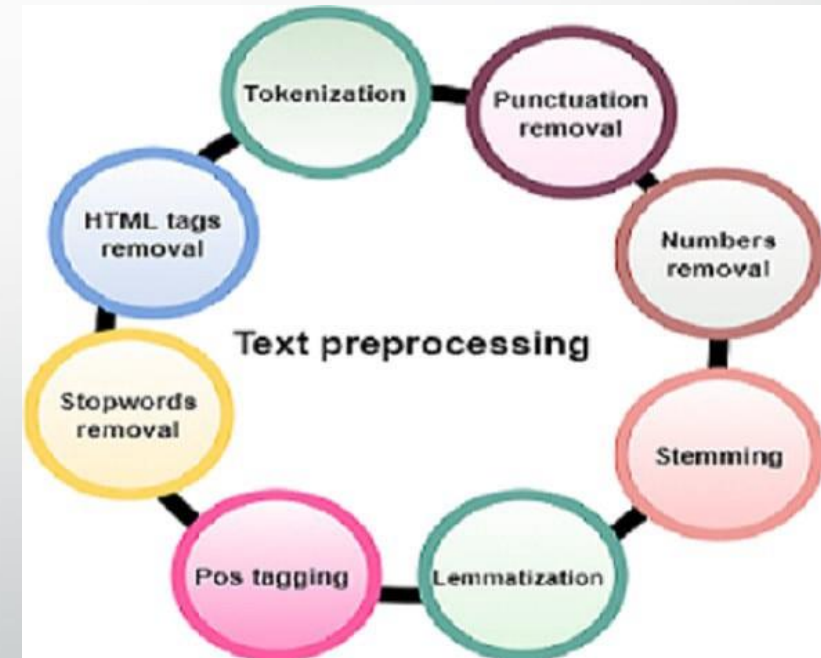 Tokenization
Punctuation
removal
HTML tags
removal
Numbers
removal
Text preprocessing
Stopwords
removal
Stemming
Pos tagging
Lemmatization